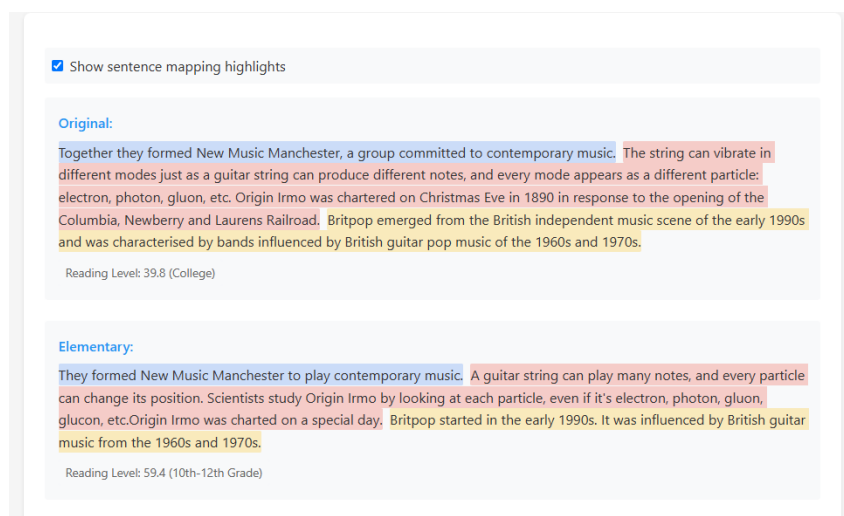 Show sentence mapping highlights
Original:
Together they formed New Music Manchester, a group committed to contemporary music. The string can vibrate in
different modes just as a guitar string can produce different notes, and every mode appears as a different particle:
electron, photon, gluon, etc. Origin Irmo was chartered on Christmas Eve in 1890 in response to the opening of the
Columbia, Newberry and Laurens Railroad. Britpop emerged from the British independent music scene of the early 1990s
and was characterised by bands influenced by British guitar pop music of the 1960s and 1970s.
Reading Level: 39.8 (College)
Elementary:
They formed New Music Manchester to play contemporary music. A guitar string can play many notes, and every particle
can change its position. Scientists study Origin Irmo by looking at each particle, even if it's electron, photon, gluon,
glucon, etc.Origin Irmo was charted on a special day. Britpop started in the early 1990s. It was influenced by British guitar
music from the 1960s and 1970s.
Reading Level: 59.4 (10th-12th Grade)